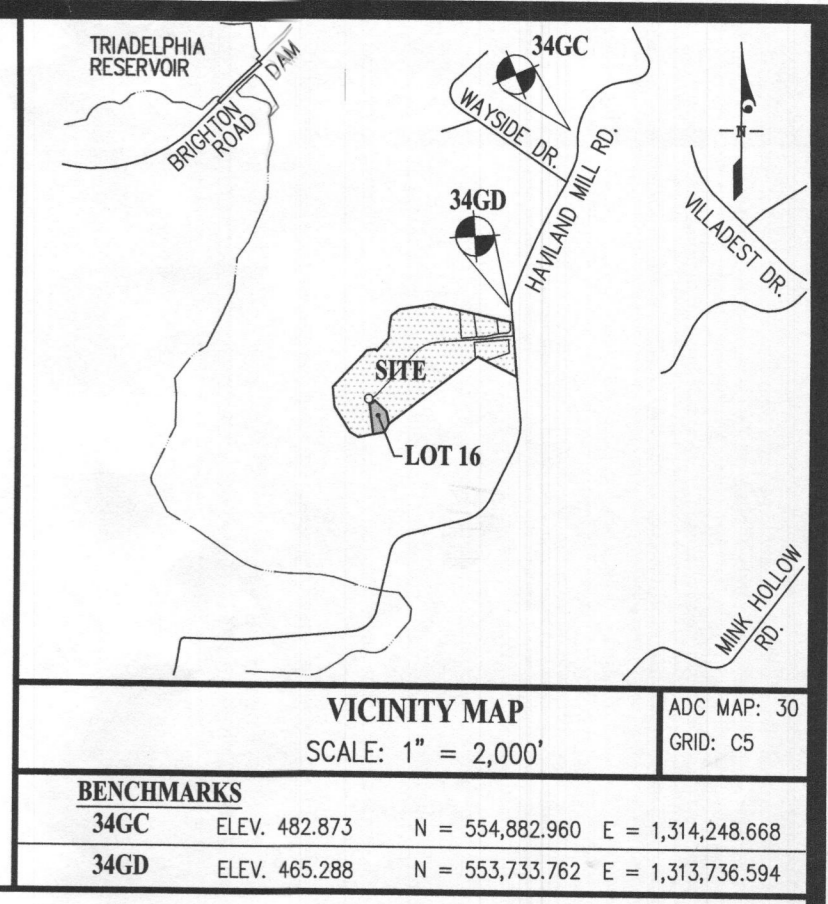 TRIADELPHIA
RESERVOIR
DAM
BRIGHTON
ROAD
34GC
WAYSIDE DR.
HAVILAND MILL RD.
N
VILLADEST DR.
34GD
SITE
LOT 16
MINK HOLLOW
RD.
VICINITY MAP
SCALE: 1" = 2,000'
ADC MAP: 30
GRID: C5
BENCHMARKS
34GC ELEV. 482.873 N = 554,882.960 E = 1,314,248.668
34GD ELEV. 465.288 N = 553,733.762 E = 1,313,736.594